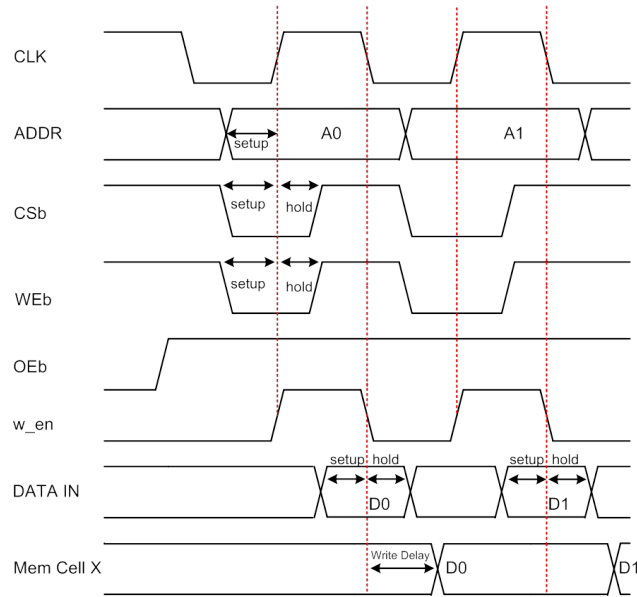 CLK
ADDR
setup
A0
A1
CSb
setup
hold
WEb
setup
hold
OEb
w_en
setup hold
setup hold
DATA IN
D0
D1
Write Delay
Mem Cell X
D0
D1